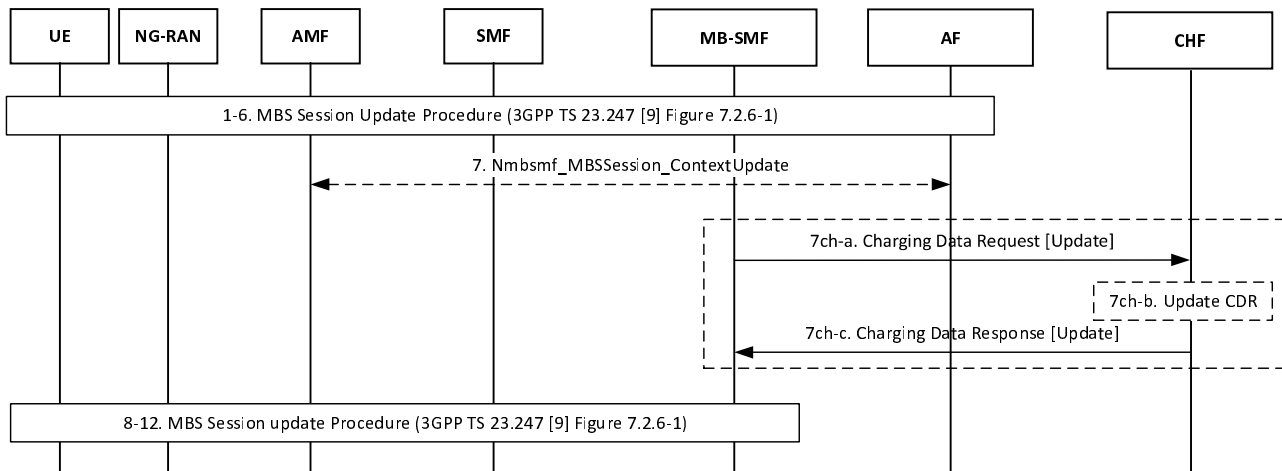 UE
NG-RAN
AMF
SMF
MB-SMF
AF
CHF
1-6. MBS Session Update Procedure (3GPP TS 23.247 [9] Figure 7.2.6-1)
7. Nmbsmf_MBSSession_ContextUpdate
7ch-a. Charging Data Request [Update]
7ch-b. Update CDR
7ch-c. Charging Data Response [Update]
8-12. MBS Session update Procedure (3GPP TS 23.247 [9] Figure 7.2.6-1)